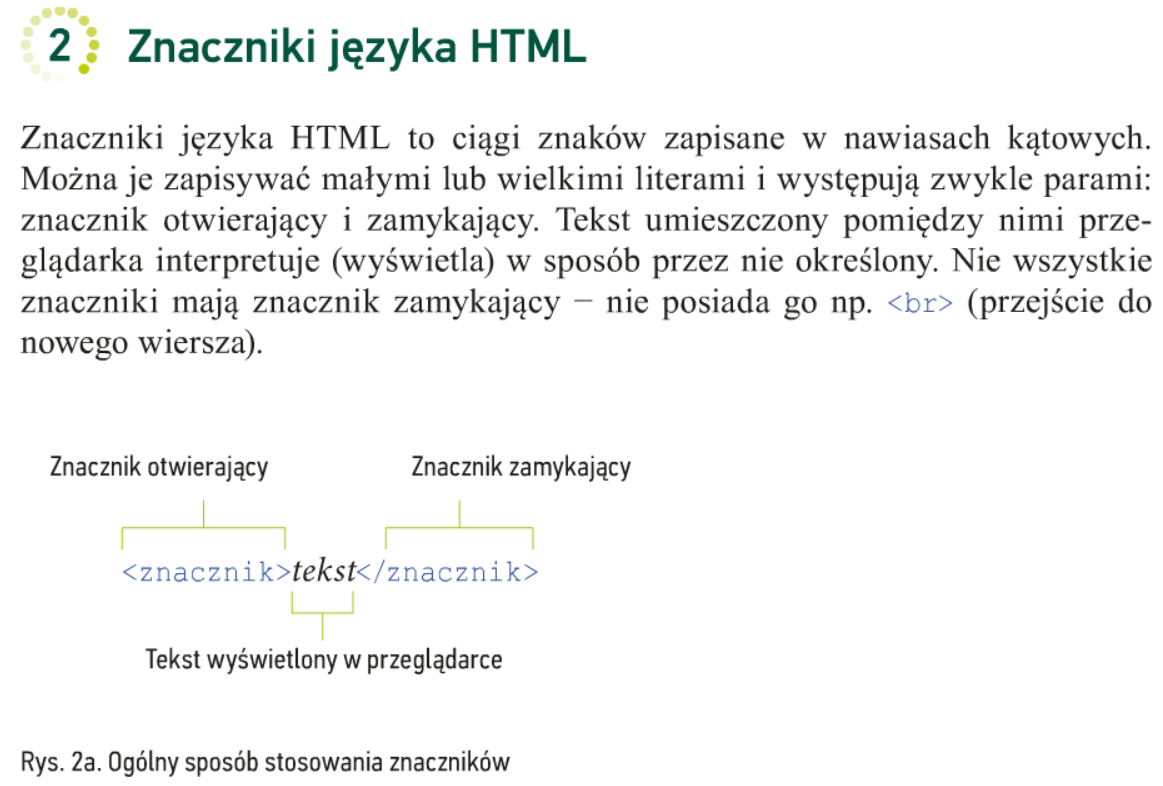 2 Znaczniki języka HTML
Znaczniki języka HTML to ciągi znaków zapisane w nawiasach kątowych.
Można je zapisywać małymi lub wielkimi literami i występują zwykle parami:
znacznik otwierający i zamykający. Tekst umieszczony pomiędzy nimi prze-
glądarka interpretuje (wyświetla) w sposób przez nie określony. Nie wszystkie
znaczniki mają znacznik zamykający − nie posiada go np. <br> (przejście do
nowego wiersza).
Znacznik otwierający Znacznik zamykający
<znacznik>tekst</znacznik>
Tekst wyświetlony w przeglądarce
Rys. 2a. Ogólny sposób stosowania znaczników